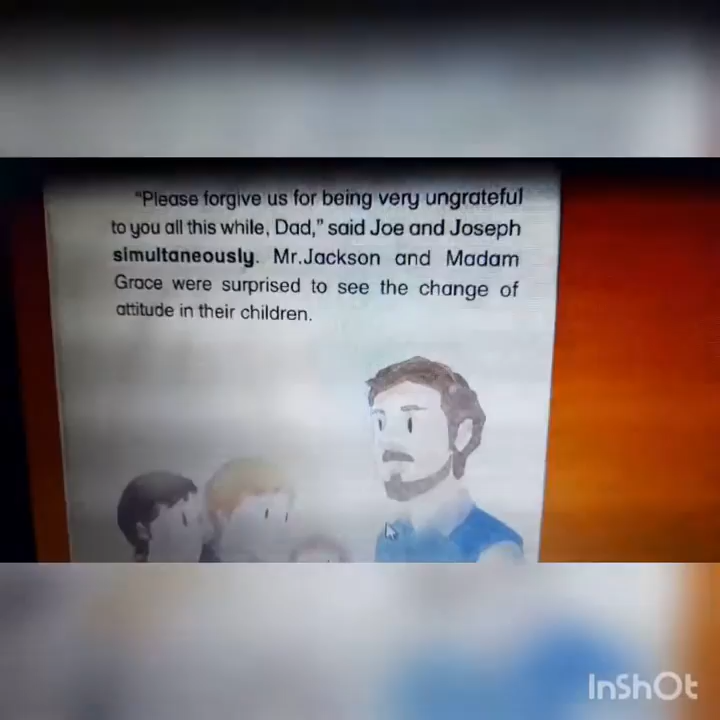 "Please forgive us for being very ungrateful
to you all this while, Dad," said Joe and Joseph
simultaneously. Mr.Jackson and Madam
Grace were surprised to see the change of
attitude in their children.
InShOt